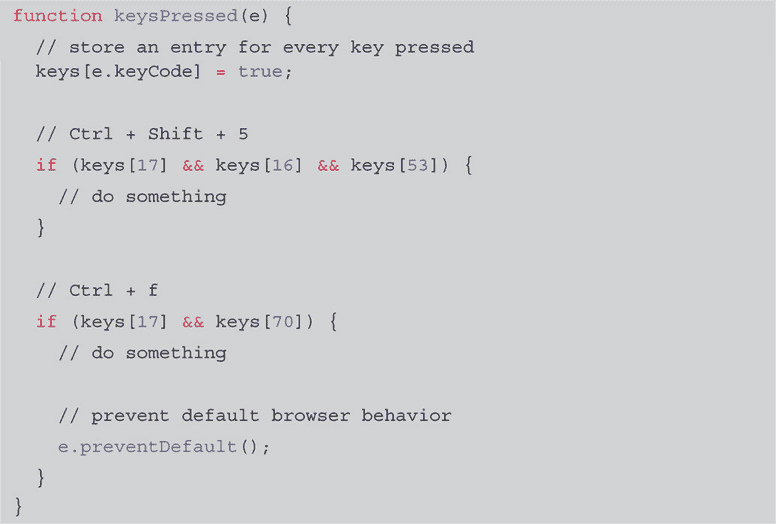 function keysPressed(e) {
// store an entry for every key pressed
keys[e.keyCode] = true;
// Ctrl + Shift + 5
if (keys[17] && keys[16] && keys[53]) {
// do something
}
// Ctrl + f
if (keys[17] && keys[70]) {
// do something
// prevent default browser behavior
e.preventDefault();
}
}